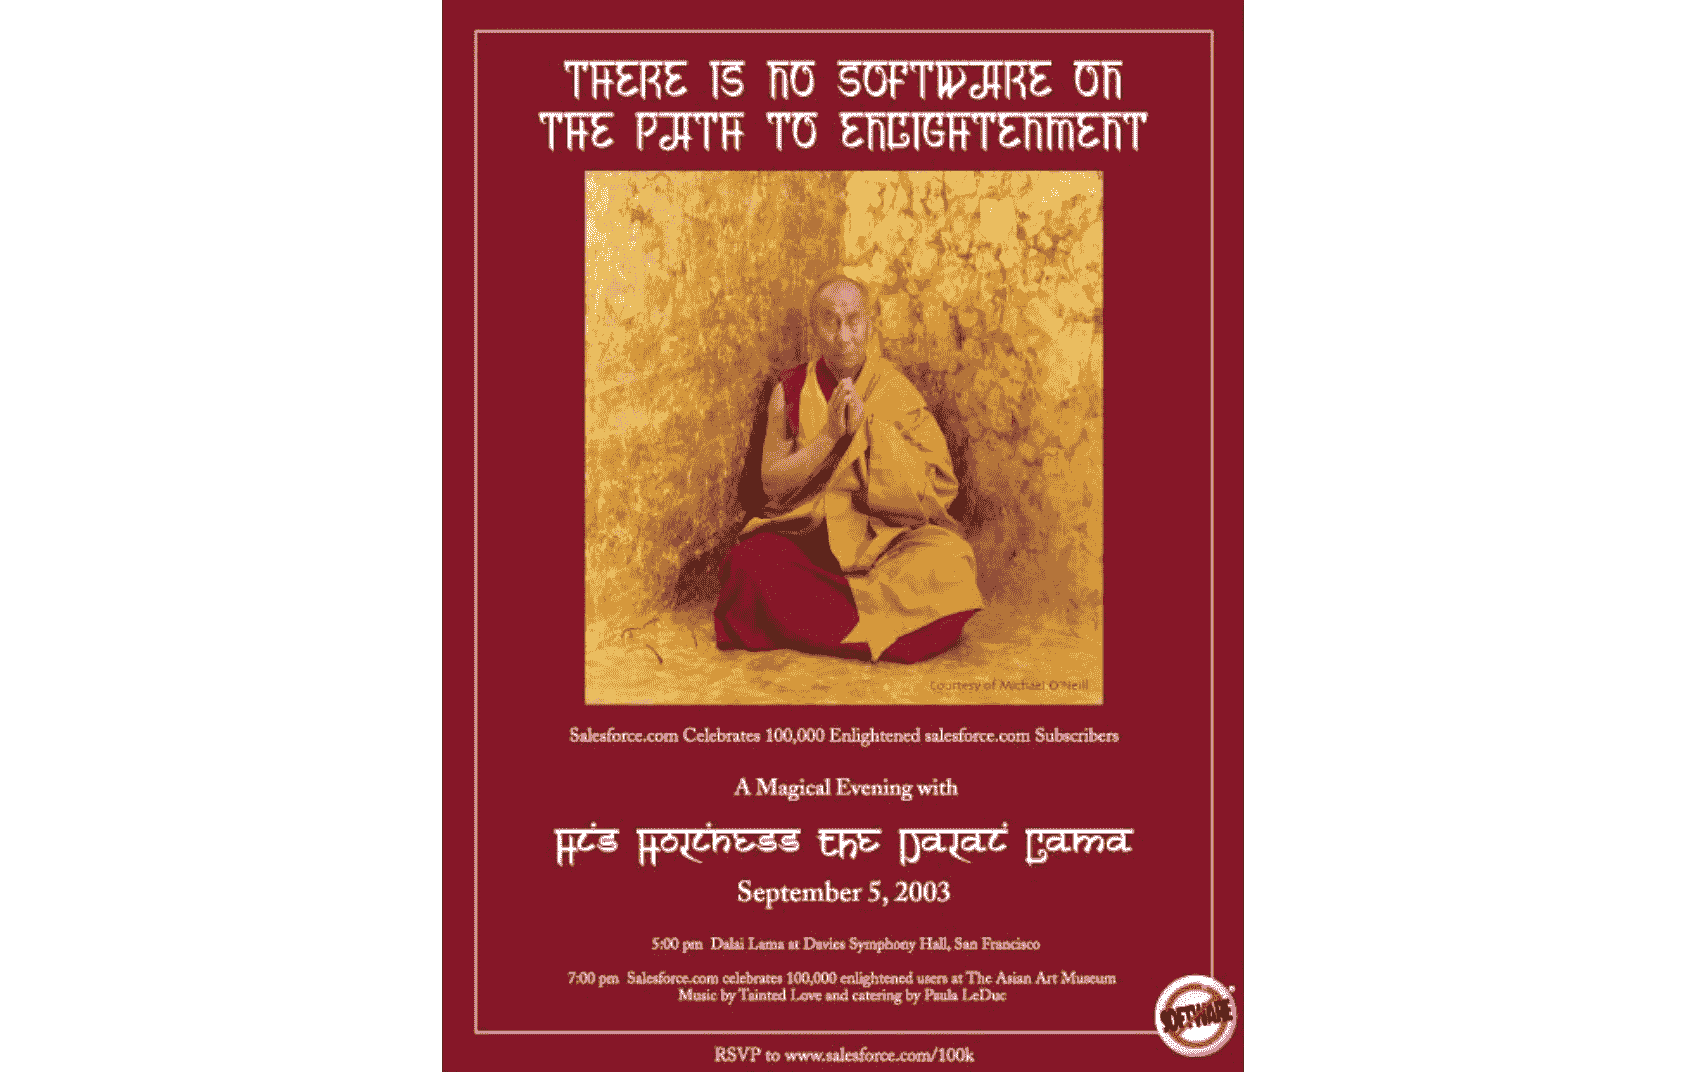 THERE IS NO SOFTWARE ON
THE PATH TO ENLIGHTENMENT
Courtesy of Michael O'Neill
Salesforce.com Celebrates 100,000 Enlightened salesforce.com Subscribers
A Magical Evening with
His Holiness the Dalai Lama
September 5, 2003
5:00 pm Dalai Lama at Davies Symphony Hall, San Francisco
7:00 pm Salesforce.com celebrates 100,000 enlightened users at The Asian Art Museum
Music by Tainted Love and catering by Paula LeDuc
SOFTWARE
RSVP to www.salesforce.com/100k